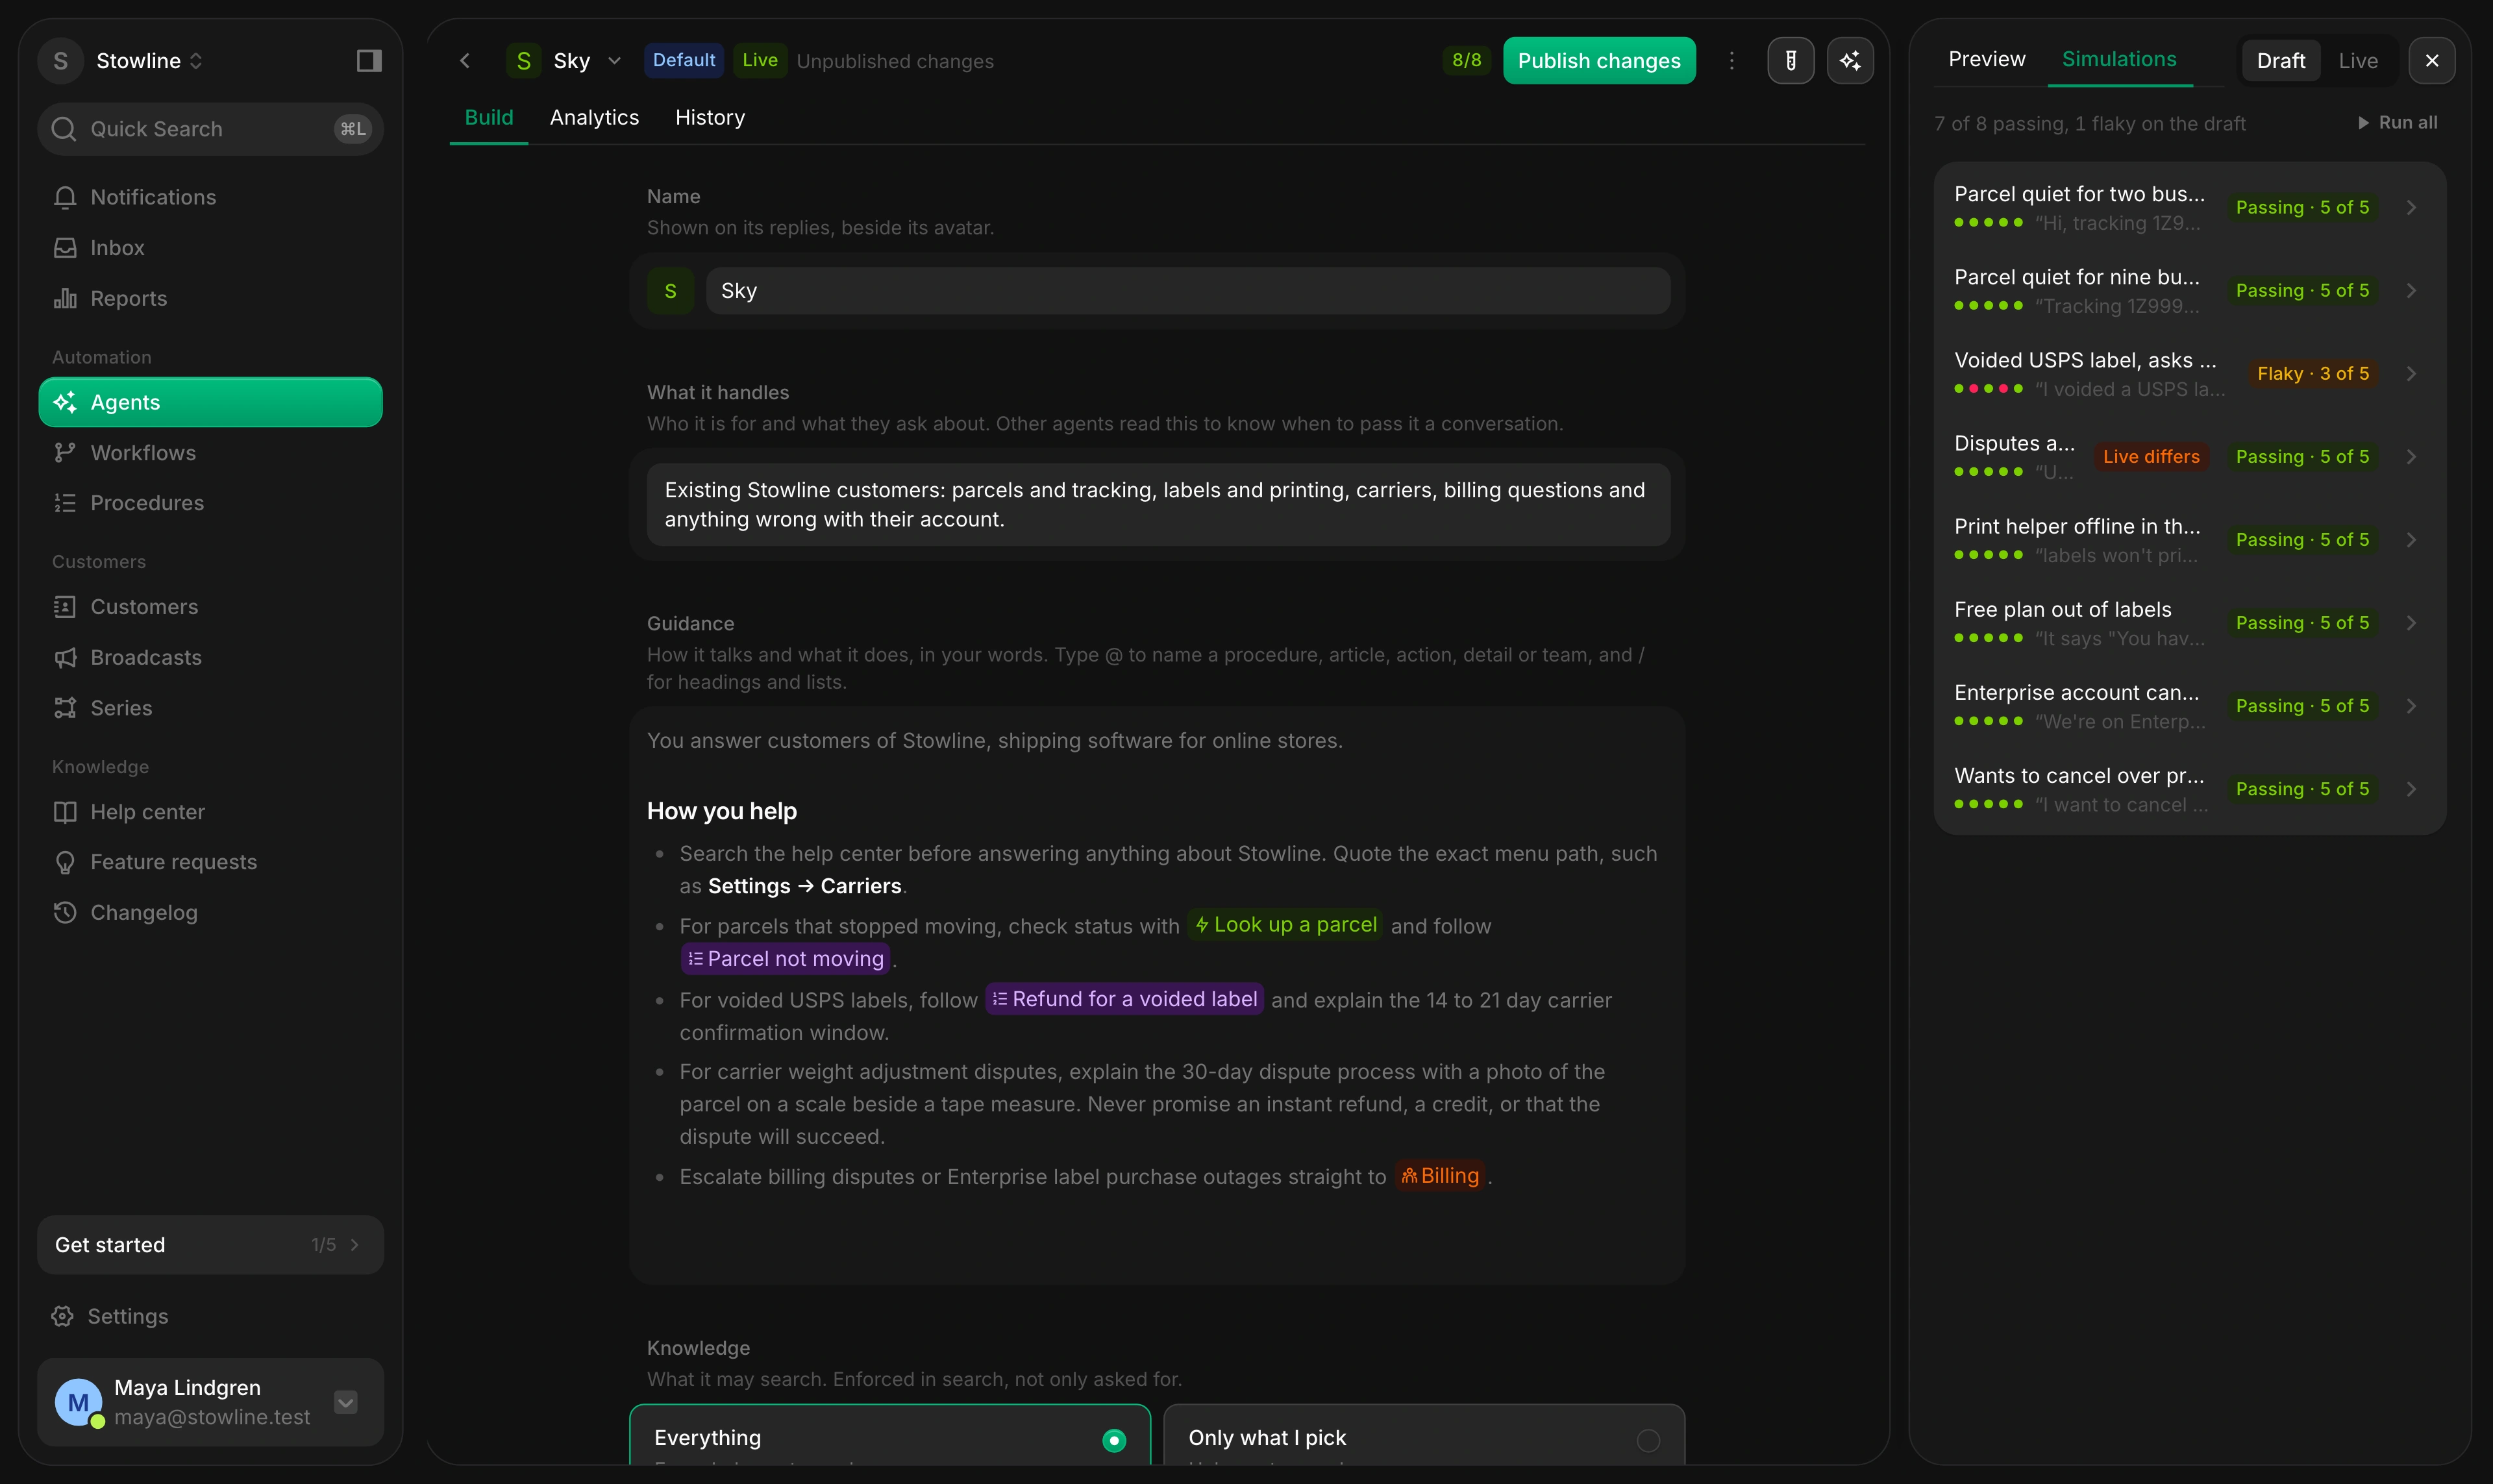 S Stowline
Quick Search ⌘L
Notifications
Inbox
Reports
Automation
Agents
Workflows
Procedures
Customers
Customers
Broadcasts
Series
Knowledge
Help center
Feature requests
Changelog
Get started 1/5
Settings
M Maya Lindgren
maya@stowline.test
S Sky Default Live Unpublished changes 8/8 Publish changes
Build Analytics History
Name
Shown on its replies, beside its avatar.
S Sky
What it handles
Who it is for and what they ask about. Other agents read this to know when to pass it a conversation.
Existing Stowline customers: parcels and tracking, labels and printing, carriers, billing questions and
anything wrong with their account.
Guidance
How it talks and what it does, in your words. Type @ to name a procedure, article, action, detail or team, and /
for headings and lists.
You answer customers of Stowline, shipping software for online stores.
How you help
• Search the help center before answering anything about Stowline. Quote the exact menu path, such
as Settings → Carriers.
• For parcels that stopped moving, check status with Look up a parcel and follow
Parcel not moving .
• For voided USPS labels, follow Refund for a voided label and explain the 14 to 21 day carrier
confirmation window.
• For carrier weight adjustment disputes, explain the 30-day dispute process with a photo of the
parcel on a scale beside a tape measure. Never promise an instant refund, a credit, or that the
dispute will succeed.
• Escalate billing disputes or Enterprise label purchase outages straight to Billing .
Knowledge
What it may search. Enforced in search, not only asked for.
Everything
Only what I pick
Preview Simulations Draft Live
7 of 8 passing, 1 flaky on the draft Run all
Parcel quiet for two bus... Passing · 5 of 5
“Hi, tracking 1Z9...
Parcel quiet for nine bu... Passing · 5 of 5
“Tracking 1Z999...
Voided USPS label, asks ... Flaky · 3 of 5
“I voided a USPS la...
Disputes a... Live differs Passing · 5 of 5
“U...
Print helper offline in th... Passing · 5 of 5
“labels won't pri...
Free plan out of labels Passing · 5 of 5
“It says "You hav...
Enterprise account can... Passing · 5 of 5
“We're on Enterp...
Wants to cancel over pr... Passing · 5 of 5
“I want to cancel ...